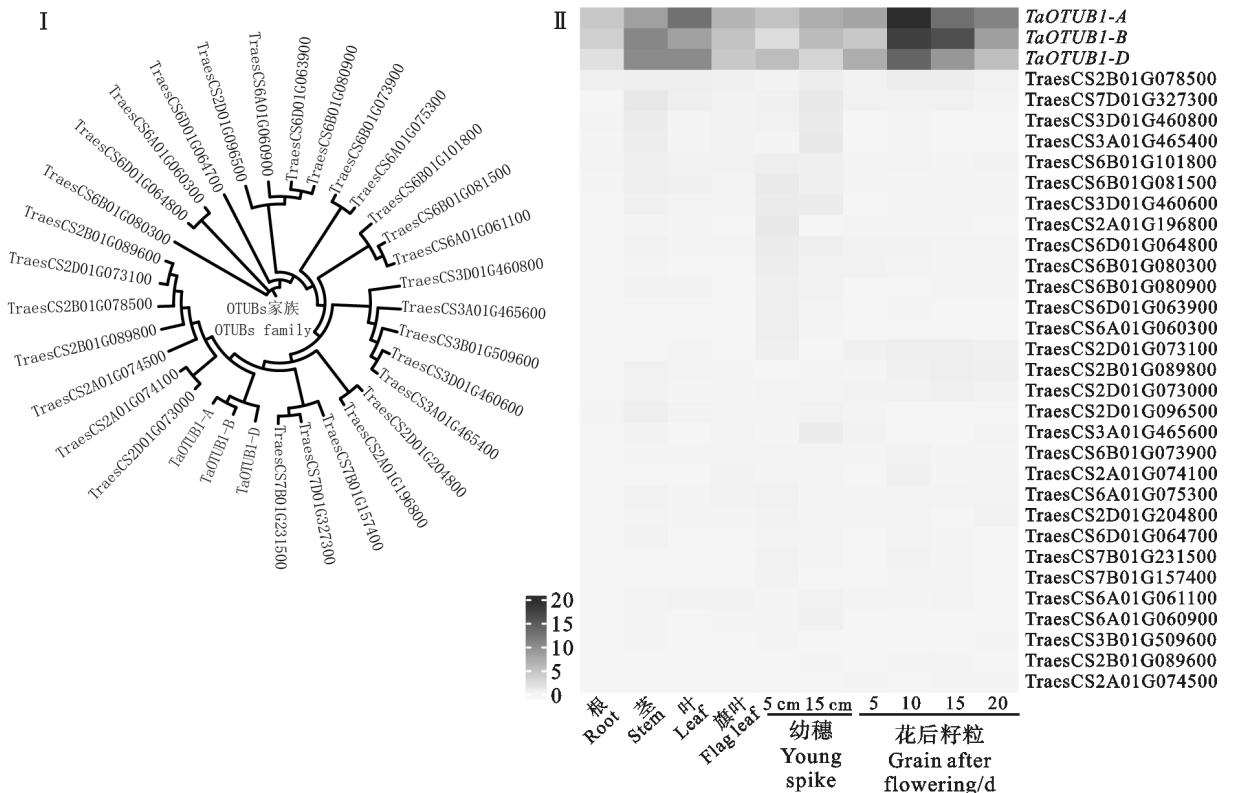 I
TraesCS6B01G080300
TraesCS6D01G064800
TraesCS6A01G060300
TraesCS6D01G064700
TraesCS2D01G096500
TraesCS6A01G060900
TraesCS6D01G063900
TraesCS6B01G080900
TraesCS6B01G073900
TraesCS6A01G075300
TraesCS6B01G101800
TraesCS6B01G081500
TraesCS6A01G061100
TraesCS3D01G460800
TraesCS3A01G465600
TraesCS3B01G509600
TraesCS3D01G460600
TraesCS3A01G465400
TraesCS2D01G204800
TraesCS2A01G196800
TraesCS7B01G157400
TraesCS7D01G327300
TraesCS7B01G231500
TaOTUB1-D
TaOTUB1-B
TaOTUB1-A
TraesCS2D01G073000
TraesCS2A01G074100
TraesCS2A01G074500
TraesCS2B01G089800
TraesCS2B01G078500
TraesCS2D01G073100
TraesCS2B01G089600
OTUBs家族
OTUBs family
II
TaOTUB1-A
TaOTUB1-B
TaOTUB1-D
TraesCS2B01G078500
TraesCS7D01G327300
TraesCS3D01G460800
TraesCS3A01G465400
TraesCS6B01G101800
TraesCS6B01G081500
TraesCS3D01G460600
TraesCS2A01G196800
TraesCS6D01G064800
TraesCS6B01G080300
TraesCS6B01G080900
TraesCS6D01G063900
TraesCS6A01G060300
TraesCS2D01G073100
TraesCS2B01G089800
TraesCS2D01G073000
TraesCS2D01G096500
TraesCS3A01G465600
TraesCS6B01G073900
TraesCS2A01G074100
TraesCS6A01G075300
TraesCS2D01G204800
TraesCS6D01G064700
TraesCS7B01G231500
TraesCS7B01G157400
TraesCS6A01G061100
TraesCS6A01G060900
TraesCS3B01G509600
TraesCS2B01G089600
TraesCS2A01G074500
20
15
10
5
0
根
Root
茎
Stem
叶
Leaf
旗叶
Flag leaf
5 cm 15 cm
幼穗
Young
spike
5 10 15 20
花后籽粒
Grain after
flowering/d